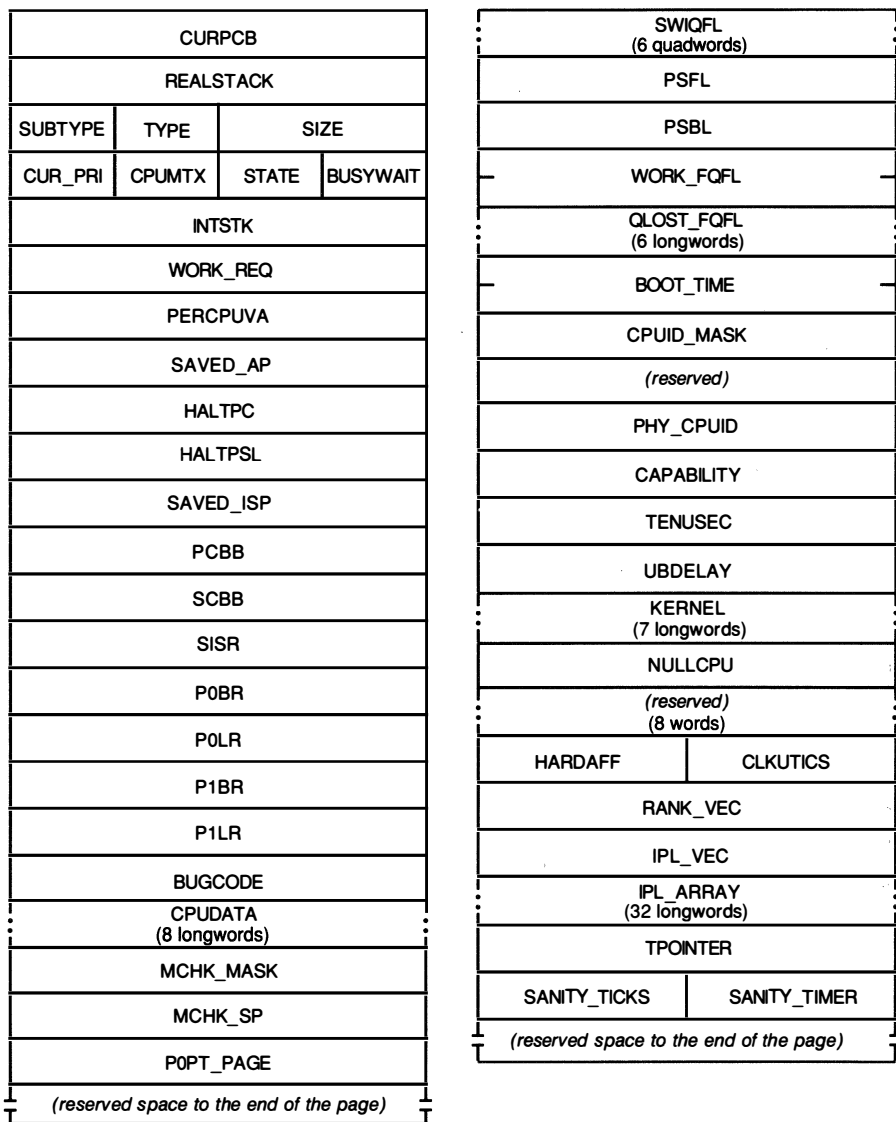 CURPCB
REALSTACK
SUBTYPE TYPE SIZE
CUR_PRI CPUMTX STATE BUSYWAIT
INTSTK
WORK_REQ
PERCPUVA
SAVED_AP
HALTPC
HALTPSL
SAVED_ISP
PCBB
SCBB
SISR
P0BR
P0LR
P1BR
P1LR
BUGCODE
CPUDATA
(8 longwords)
MCHK_MASK
MCHK_SP
P0PT_PAGE
(reserved space to the end of the page)
SWIQFL
(6 quadwords)
PSFL
PSBL
WORK_FQFL
QLOST_FQFL
(6 longwords)
BOOT_TIME
CPUID_MASK
(reserved)
PHY_CPUID
CAPABILITY
TENUSEC
UBDELAY
KERNEL
(7 longwords)
NULLCPU
(reserved)
(8 words)
HARDAFF CLKUTICS
RANK_VEC
IPL_VEC
IPL_ARRAY
(32 longwords)
TPOINTER
SANITY_TICKS SANITY_TIMER
(reserved space to the end of the page)